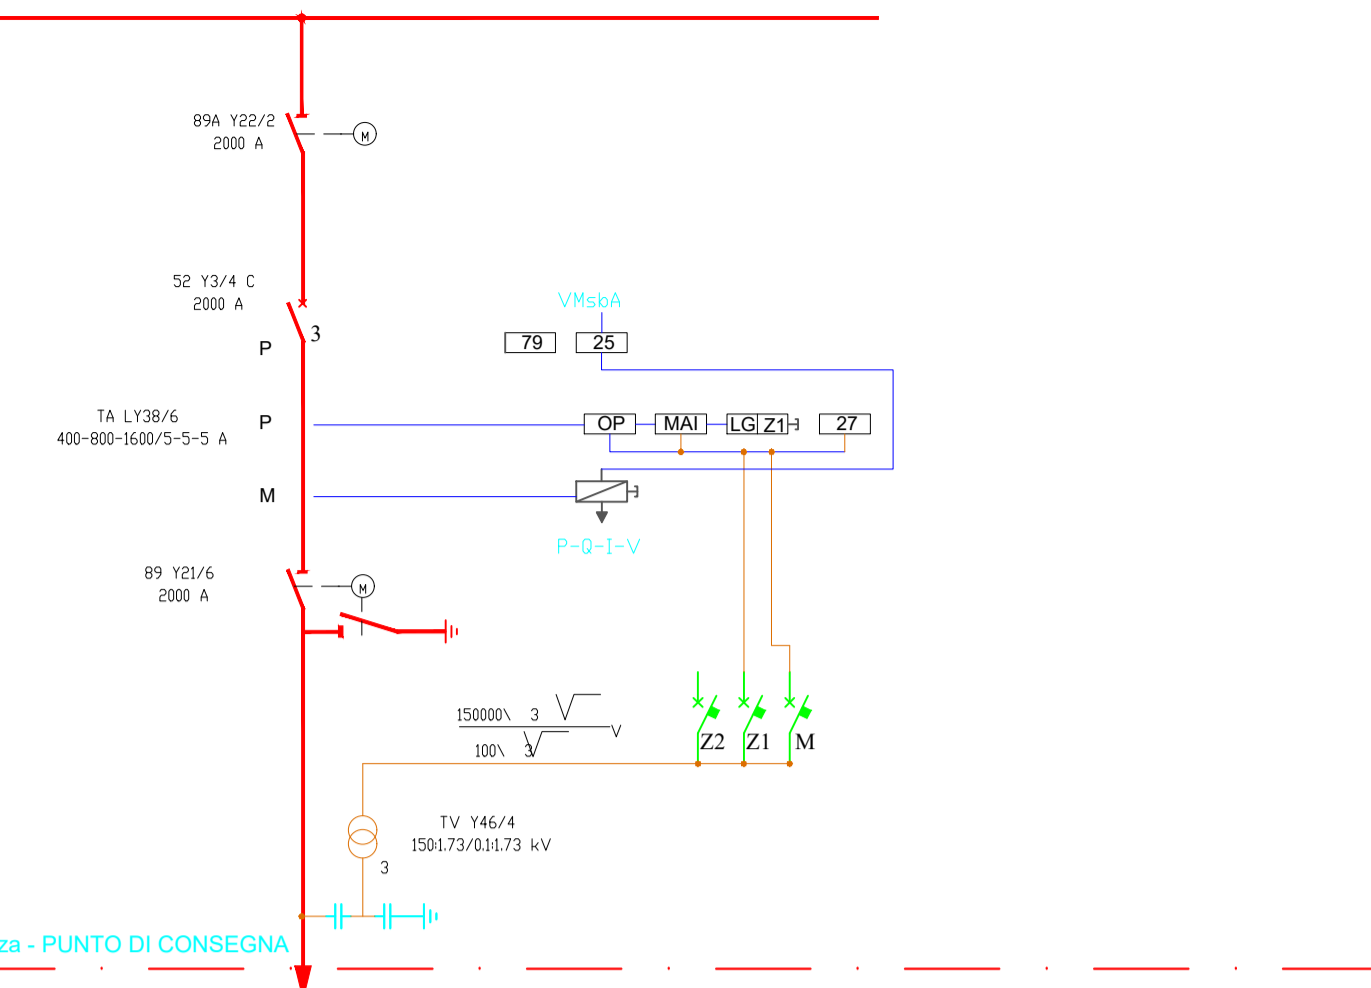 89A Y22/2
2000 A
M
52 Y3/4 C
2000 A
3
P
VMsbA
79
25
TA LY38/6
400-800-1600/5-5-5 A
P
OP
MAI
LG
Z1
27
M
P-Q-I-V
89 Y21/6
2000 A
M
150000\ 3
V
100\ 3
Z2
Z1
M
TV Y46/4
150:1.73/0.1:1.73 kV
3
za - PUNTO DI CONSEGNA